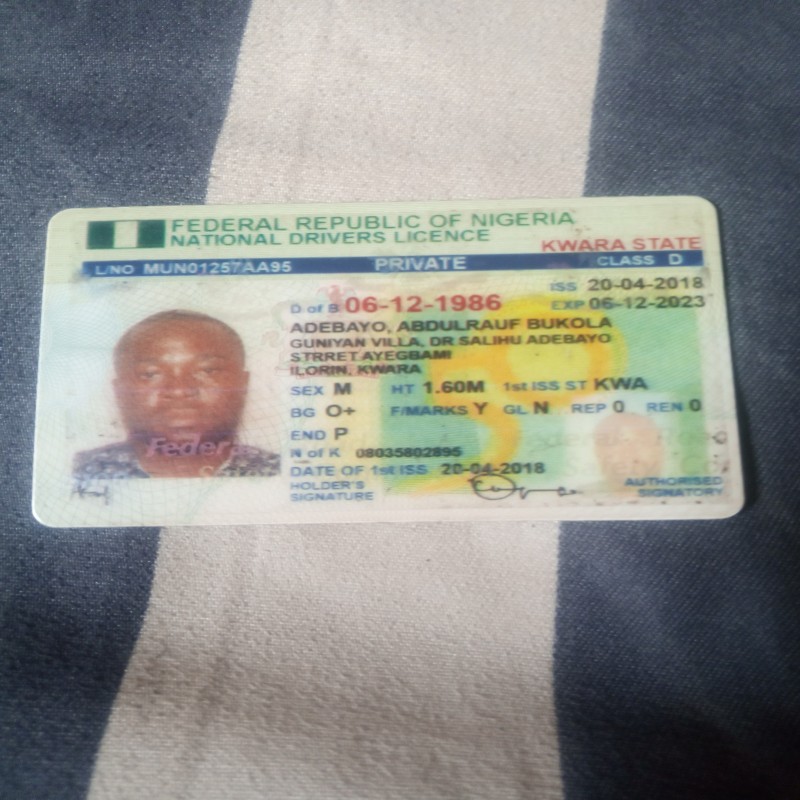 FEDERAL REPUBLIC OF NIGERIA
NATIONAL DRIVERS LICENCE
KWARA STATE
L/NO MUN01257AA95 PRIVATE CLASS D
ISS 20-04-2018
D of B 06-12-1986 EXP 06-12-2023
ADEBAYO, ABDULRAUF BUKOLA
GUNIYAN VILLA, DR SALIHU ADEBAYO
STRRET AYEGBAMI
ILORIN, KWARA
SEX M HT 1.60M 1st ISS ST KWA
BG O+ F/MARKS Y GL N REP 0 REN 0
END P
N of K 08035802895
DATE OF 1st ISS 20-04-2018
HOLDER'S
SIGNATURE
AUTHORISED
SIGNATORY